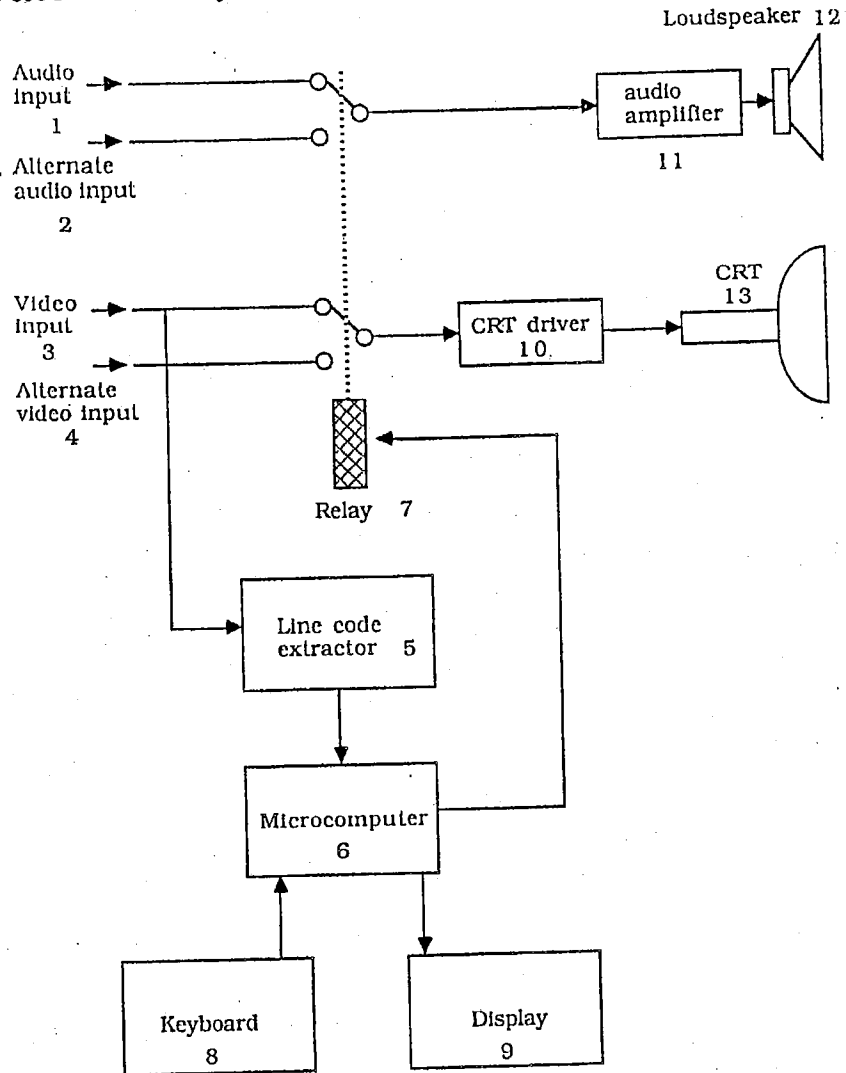 Loudspeaker 12
Audio
input
1
audio
amplifier
11
Alternate
audio input
2
Video
input
3
CRT
13
CRT driver
10
Alternate
video input
4
Relay 7
Line code
extractor 5
Microcomputer
6
Keyboard
8
Display
9